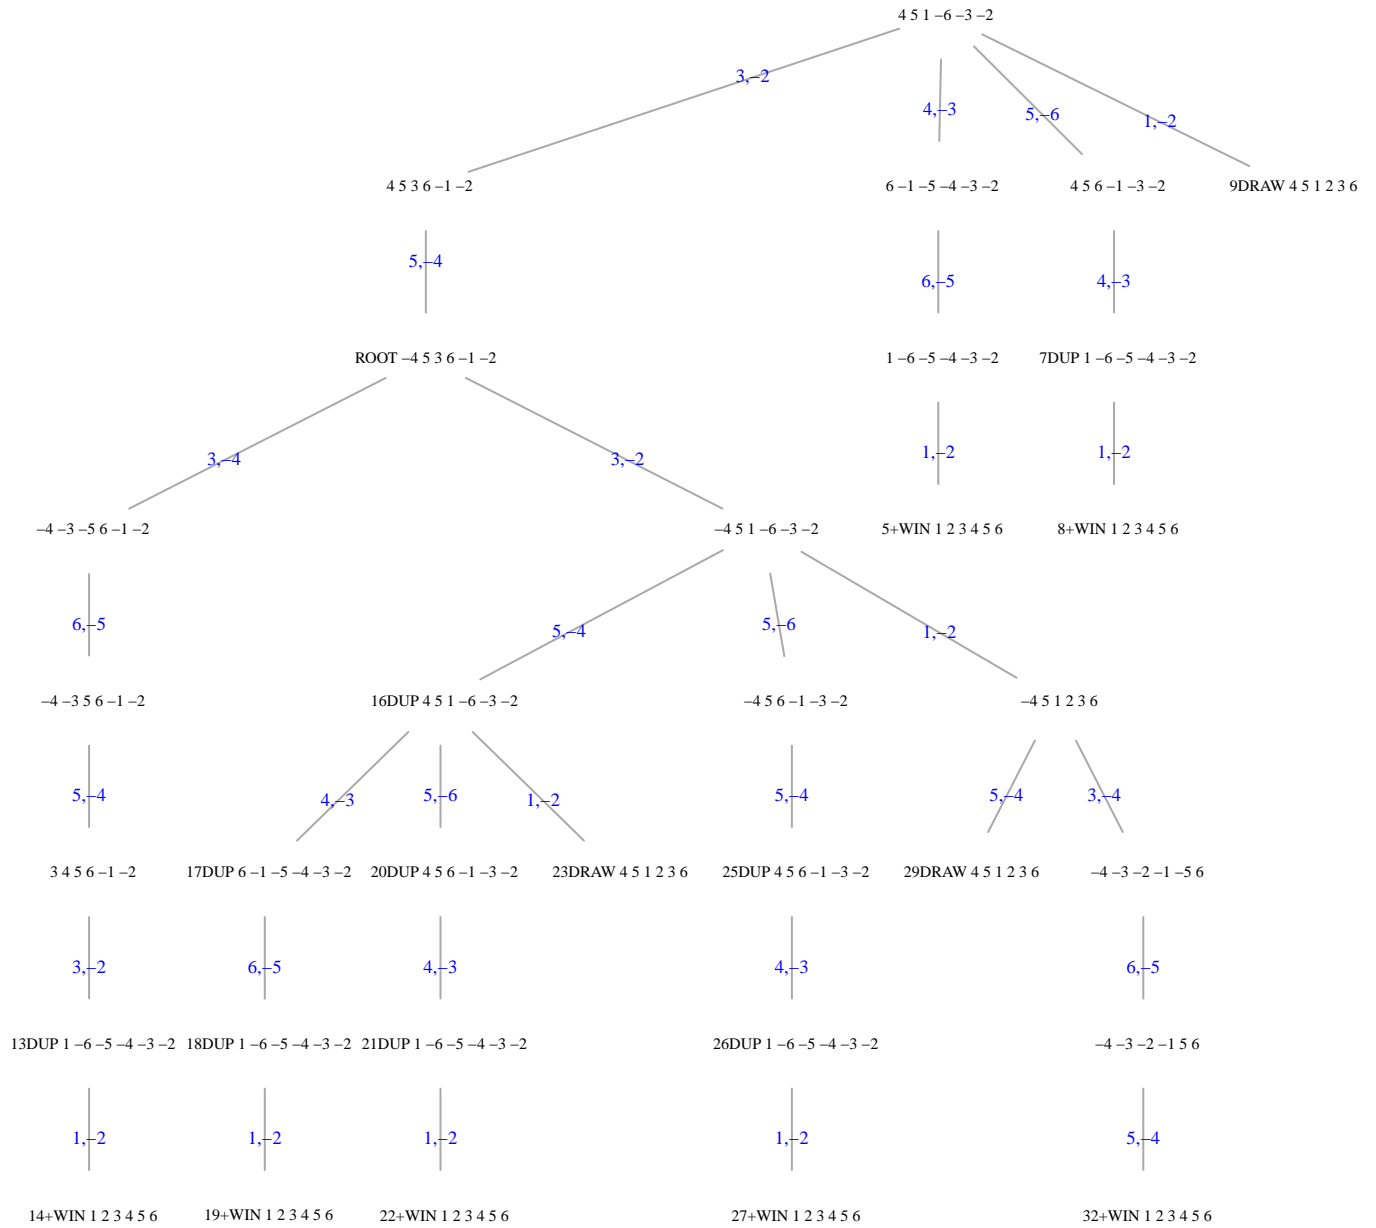 4 5 1 −6 −3 −2
3,−2
4,−3
5,−6
1,−2
4 5 3 6 −1 −2
6 −1 −5 −4 −3 −2
4 5 6 −1 −3 −2
9DRAW 4 5 1 2 3 6
5,−4
6,−5
4,−3
ROOT −4 5 3 6 −1 −2
1 −6 −5 −4 −3 −2
7DUP 1 −6 −5 −4 −3 −2
3,−4
3,−2
1,−2
1,−2
−4 −3 −5 6 −1 −2
−4 5 1 −6 −3 −2
5+WIN 1 2 3 4 5 6
8+WIN 1 2 3 4 5 6
6,−5
5,−4
5,−6
1,−2
−4 −3 5 6 −1 −2
16DUP 4 5 1 −6 −3 −2
−4 5 6 −1 −3 −2
−4 5 1 2 3 6
5,−4
4,−3
5,−6
1,−2
5,−4
5,−4
3,−4
3 4 5 6 −1 −2
17DUP 6 −1 −5 −4 −3 −2
20DUP 4 5 6 −1 −3 −2
23DRAW 4 5 1 2 3 6
25DUP 4 5 6 −1 −3 −2
29DRAW 4 5 1 2 3 6
−4 −3 −2 −1 −5 6
3,−2
6,−5
4,−3
4,−3
6,−5
13DUP 1 −6 −5 −4 −3 −2
18DUP 1 −6 −5 −4 −3 −2
21DUP 1 −6 −5 −4 −3 −2
26DUP 1 −6 −5 −4 −3 −2
−4 −3 −2 −1 5 6
1,−2
1,−2
1,−2
1,−2
5,−4
14+WIN 1 2 3 4 5 6
19+WIN 1 2 3 4 5 6
22+WIN 1 2 3 4 5 6
27+WIN 1 2 3 4 5 6
32+WIN 1 2 3 4 5 6